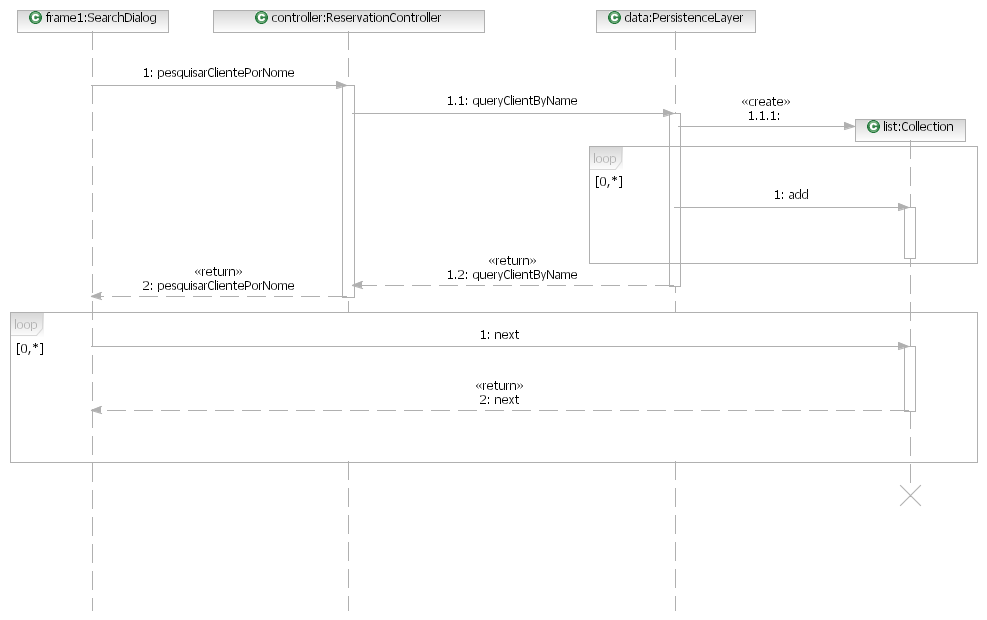 C frame1:SearchDialog
C controller:ReservationController
C data:PersistenceLayer
1: pesquisarClientePorNome
1.1: queryClientByName
«create»
1.1.1:
C list:Collection
loop
[0,*]
1: add
«return»
1.2: queryClientByName
«return»
2: pesquisarClientePorNome
loop
[0,*]
1: next
«return»
2: next